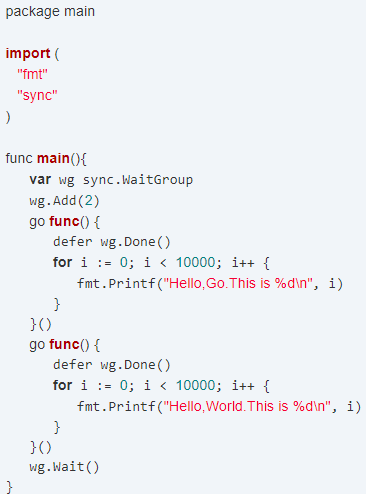 package main
import (
"fmt"
"sync"
)
func main(){
var wg sync.WaitGroup
wg.Add(2)
go func() {
defer wg.Done()
for i := 0; i < 10000; i++ {
fmt.Printf("Hello,Go.This is %d\n", i)
}
}()
go func() {
defer wg.Done()
for i := 0; i < 10000; i++ {
fmt.Printf("Hello,World.This is %d\n", i)
}
}()
wg.Wait()
}